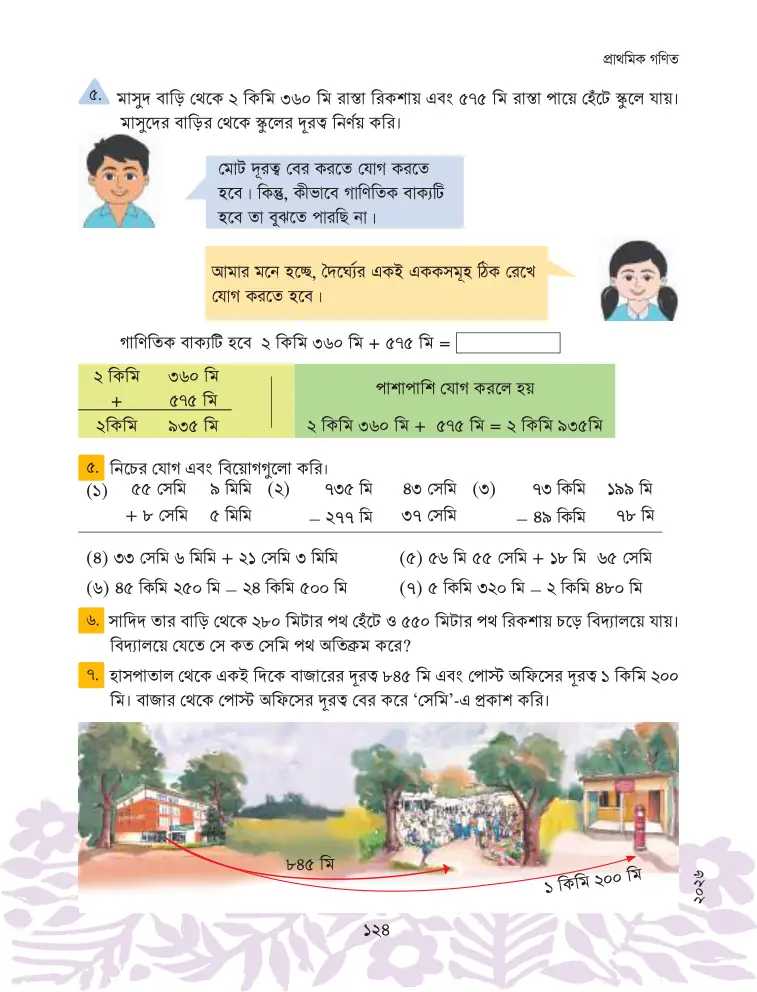 প্রাথমিক গণিত
৫. মাসুদ বাড়ি থেকে ২ কিমি ৩৬০ মি রাস্তা রিকশায় এবং ৫৭৫ মি রাস্তা পায়ে হেঁটে স্কুলে যায়।
মাসুদের বাড়ির থেকে স্কুলের দূরত্ব নির্ণয় করি।
মোট দূরত্ব বের করতে যোগ করতে
হবে। কিন্তু, কীভাবে গাণিতিক বাক্যটি
হবে তা বুঝতে পারছি না।
আমার মনে হচ্ছে, দৈর্ঘ্যের একই এককসমূহ ঠিক রেখে
যোগ করতে হবে।
গাণিতিক বাক্যটি হবে ২ কিমি ৩৬০ মি + ৫৭৫ মি =
২ কিমি ৩৬০ মি
+ ৫৭৫ মি
২কিমি ৯৩৫ মি
পাশাপাশি যোগ করলে হয়
২ কিমি ৩৬০ মি + ৫৭৫ মি = ২ কিমি ৯৩৫মি
৫. নিচের যোগ এবং বিয়োগগুলো করি।
(১) ৫৫ সেমি ৯ মিমি (২) ৭৩৫ মি ৪৩ সেমি (৩) ৭৩ কিমি ১৯৯ মি
+ ৮ সেমি ৫ মিমি – ২৭৭ মি ৩৭ সেমি – ৪৯ কিমি ৭৮ মি
(৪) ৩৩ সেমি ৬ মিমি + ২১ সেমি ৩ মিমি (৫) ৫৬ মি ৫৫ সেমি + ১৮ মি ৬৫ সেমি
(৬) ৪৫ কিমি ২৫০ মি – ২৪ কিমি ৫০০ মি (৭) ৫ কিমি ৩২০ মি – ২ কিমি ৪৮০ মি
৬. সাদিদ তার বাড়ি থেকে ২৮০ মিটার পথ হেঁটে ও ৫৫০ মিটার পথ রিকশায় চড়ে বিদ্যালয়ে যায়।
বিদ্যালয়ে যেতে সে কত সেমি পথ অতিক্রম করে?
৭. হাসপাতাল থেকে একই দিকে বাজারের দূরত্ব ৮৪৫ মি এবং পোস্ট অফিসের দূরত্ব ১ কিমি ২০০
মি। বাজার থেকে পোস্ট অফিসের দূরত্ব বের করে ‘সেমি’-এ প্রকাশ করি।
৮৪৫ মি
১ কিমি ২০০ মি
২০২৬
১২৪